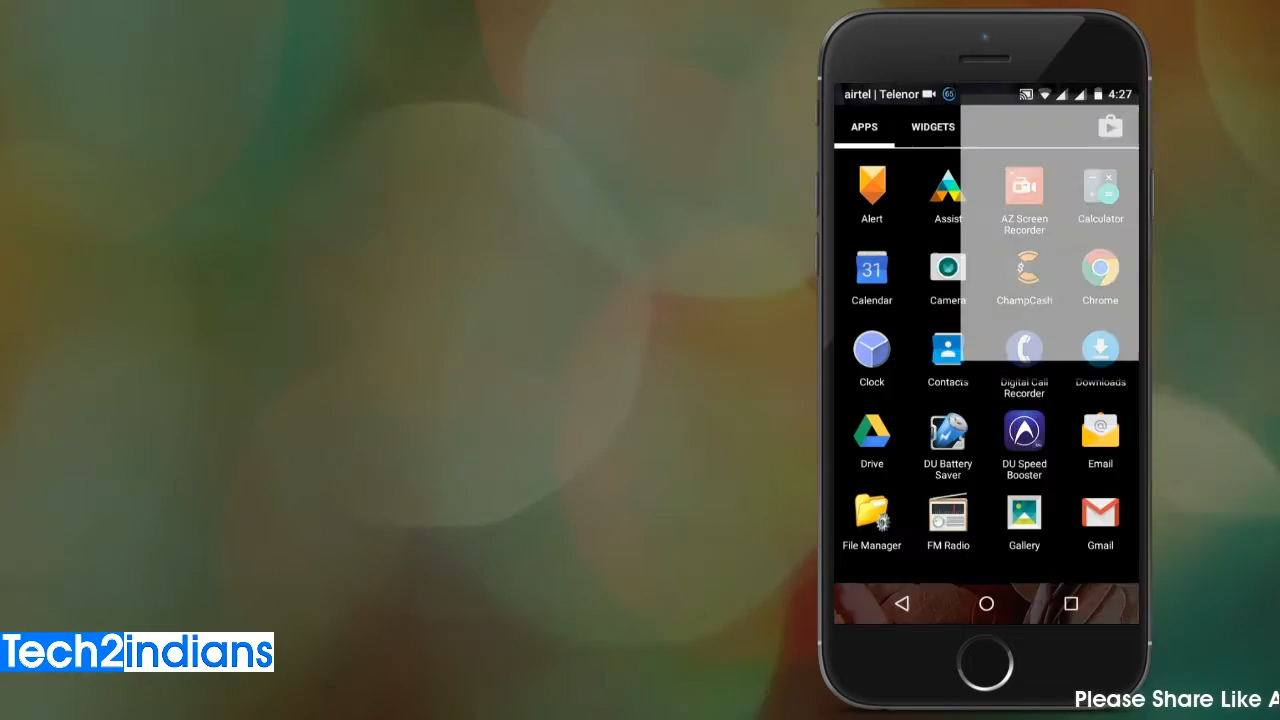 airtel | Telenor 65 4:27
APPS WIDGETS
Alert Assist AZ Screen Recorder Calculator
31
Calendar Camera ChampCash Chrome
Clock Contacts Digital Call Recorder Downloads
Drive DU Battery Saver DU Speed Booster Email
File Manager FM Radio Gallery Gmail
Tech2indians
Please Share Like A